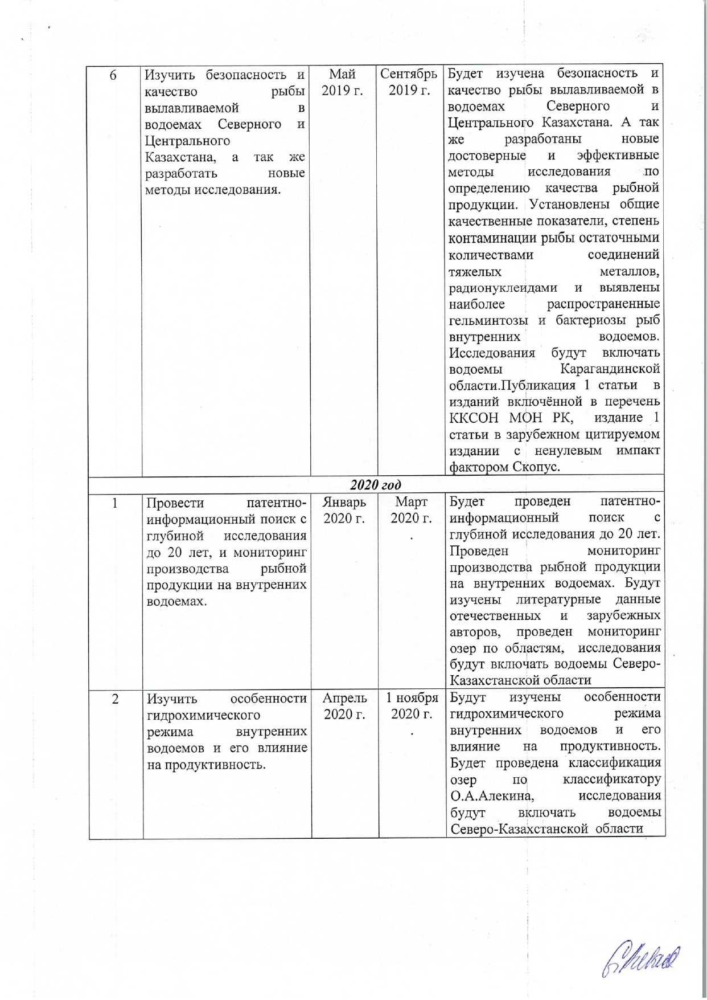 6
Изучить безопасность и
качество рыбы
вылавливаемой в
водоемах Северного и
Центрального
Казахстана, а так же
разработать новые
методы исследования.
Май
2019 г.
Сентябрь
2019 г.
Будет изучена безопасность и
качество рыбы вылавливаемой в
водоемах Северного и
Центрального Казахстана. А так
же разработаны новые
достоверные и эффективные
методы исследования по
определению качества рыбной
продукции. Установлены общие
качественные показатели, степень
контаминации рыбы остаточными
количествами соединений
тяжелых металлов,
радионуклеидами и выявлены
наиболее распространенные
гельминтозы и бактериозы рыб
внутренних водоемов.
Исследования будут включать
водоемы Карагандинской
области.Публикация 1 статьи в
изданий включённой в перечень
ККСОН МОН РК, издание 1
статьи в зарубежном цитируемом
издании с ненулевым импакт
фактором Скопус.
2020 год
1
Провести патентно-
информационный поиск с
глубиной исследования
до 20 лет, и мониторинг
производства рыбной
продукции на внутренних
водоемах.
Январь
2020 г.
Март
2020 г.
.
Будет проведен патентно-
информационный поиск с
глубиной исследования до 20 лет.
Проведен мониторинг
производства рыбной продукции
на внутренних водоемах. Будут
изучены литературные данные
отечественных и зарубежных
авторов, проведен мониторинг
озер по областям, исследования
будут включать водоемы Северо-
Казахстанской области
2
Изучить особенности
гидрохимического
режима внутренних
водоемов и его влияние
на продуктивность.
Апрель
2020 г.
1 ноября
2020 г.
.
Будут изучены особенности
гидрохимического режима
внутренних водоемов и его
влияние на продуктивность.
Будет проведена классификация
озер по классификатору
О.А.Алекина, исследования
будут включать водоемы
Северо-Казахстанской области